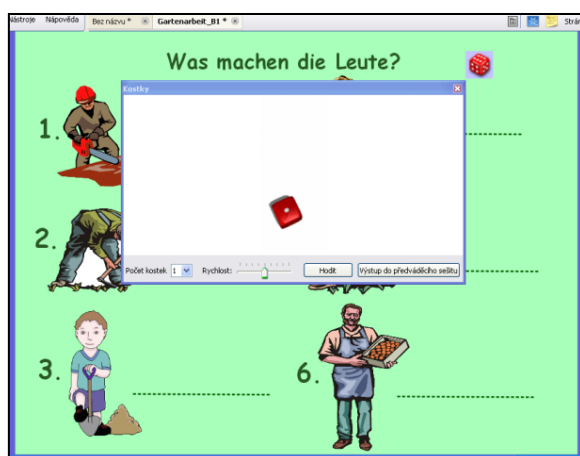 Nástroje Nápověda Bez názvu * Gartenarbeit_B1 * Strán
Was machen die Leute?
Kostky
1.
2.
Počet kostek 1 Rychlost: Hodit Výstup do předváděcího sešitu
3.
6.